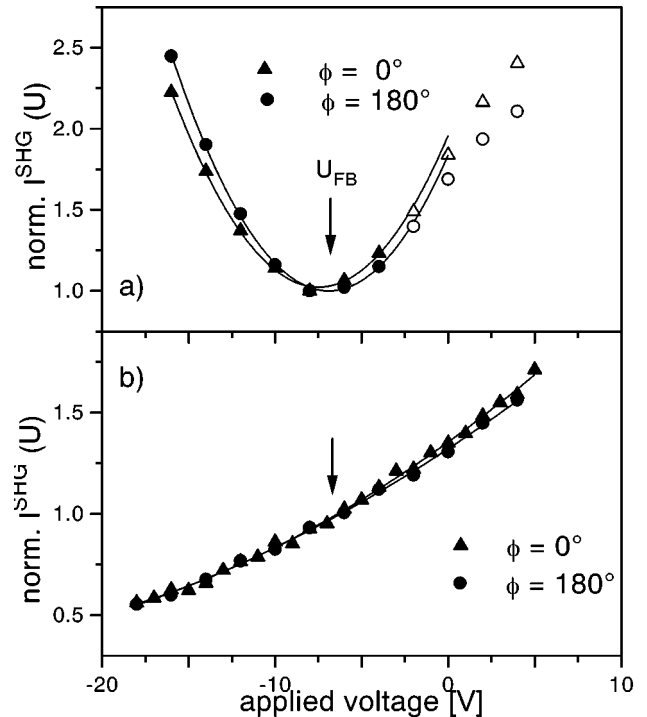 norm. I^SHG (U)
2.5
2.0
1.5
1.0
ϕ = 0°
ϕ = 180°
U_FB
a)
norm. I^SHG (U)
1.5
1.0
0.5
b)
ϕ = 0°
ϕ = 180°
-20 -10 0 10
applied voltage [V]